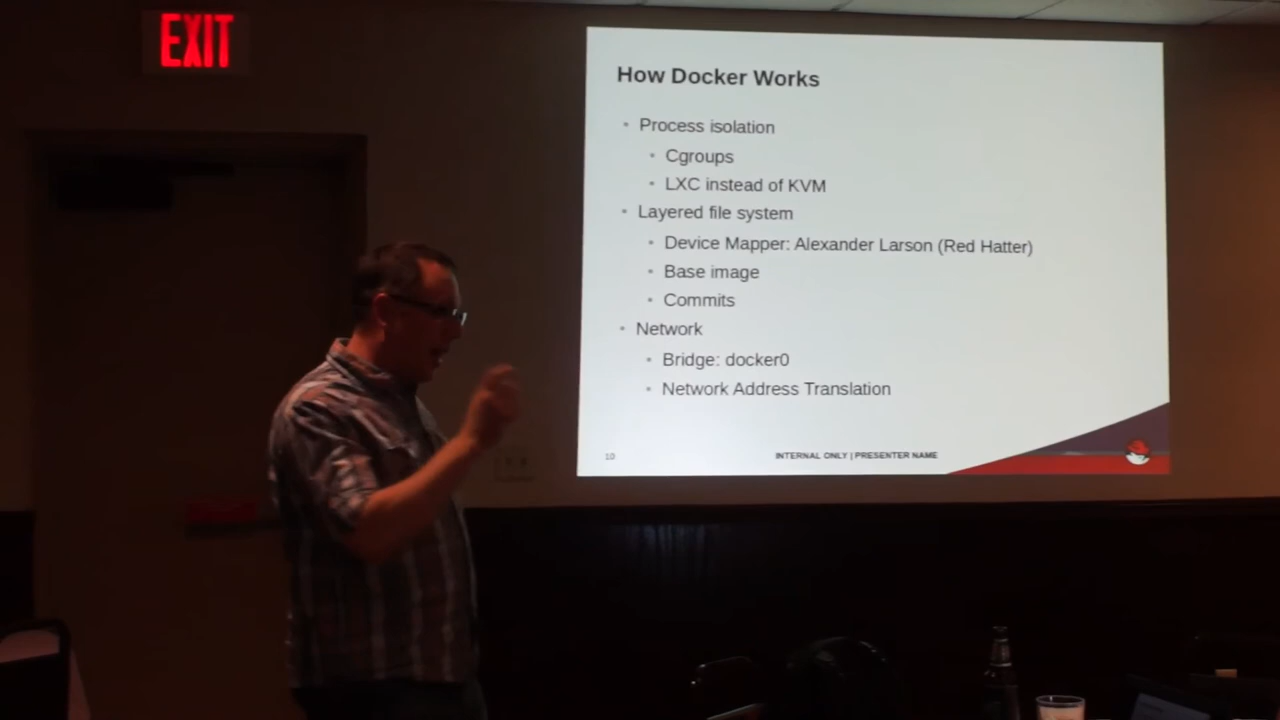 EXIT
How Docker Works
• Process isolation
• Cgroups
• LXC instead of KVM
• Layered file system
• Device Mapper: Alexander Larson (Red Hatter)
• Base image
• Commits
• Network
• Bridge: docker0
• Network Address Translation
10
INTERNAL ONLY | PRESENTER NAME